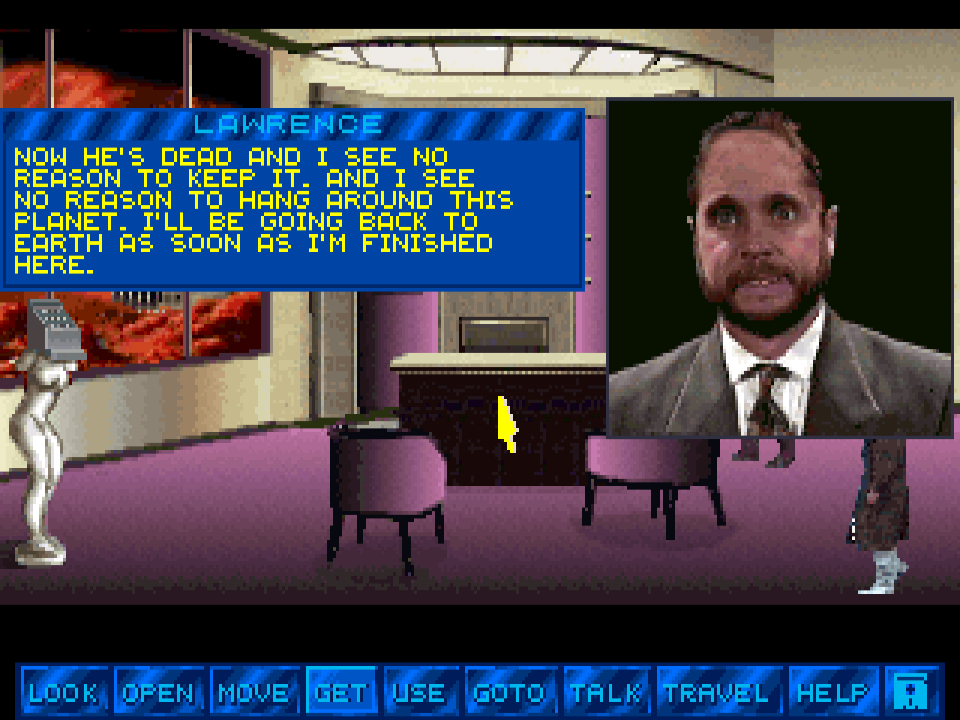 LAWRENCE
NOW HE'S DEAD AND I SEE NO
REASON TO KEEP IT. AND I SEE
NO REASON TO HANG AROUND THIS
PLANET. I'LL BE GOING BACK TO
EARTH AS SOON AS I'M FINISHED
HERE.
LOOK OPEN MOVE GET USE GOTO TALK TRAVEL HELP